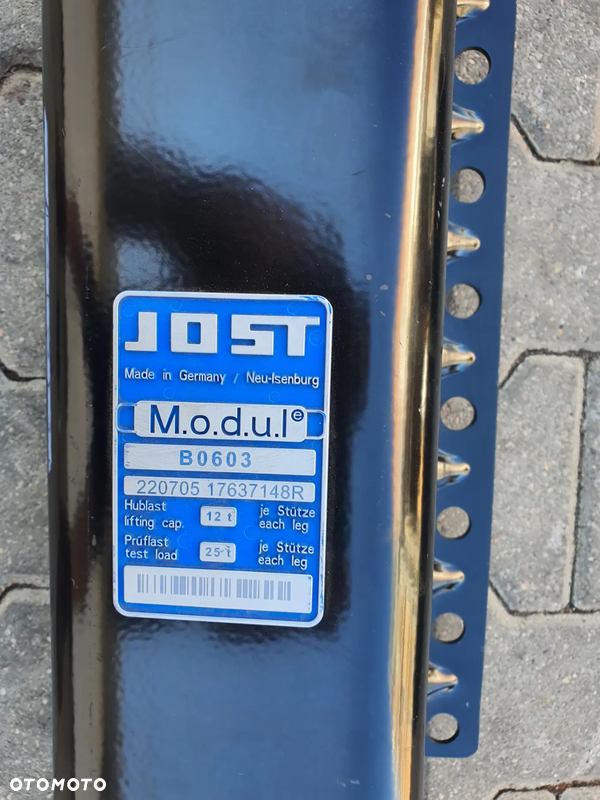 JOST
Made in Germany / Neu-Isenburg
M.o.d.u.l e
B0603
220705 17637148R
Hublast 12 t je Stütze
lifting cap. each leg
Prüflast 25 t je Stütze
test load each leg
OTOMOTO